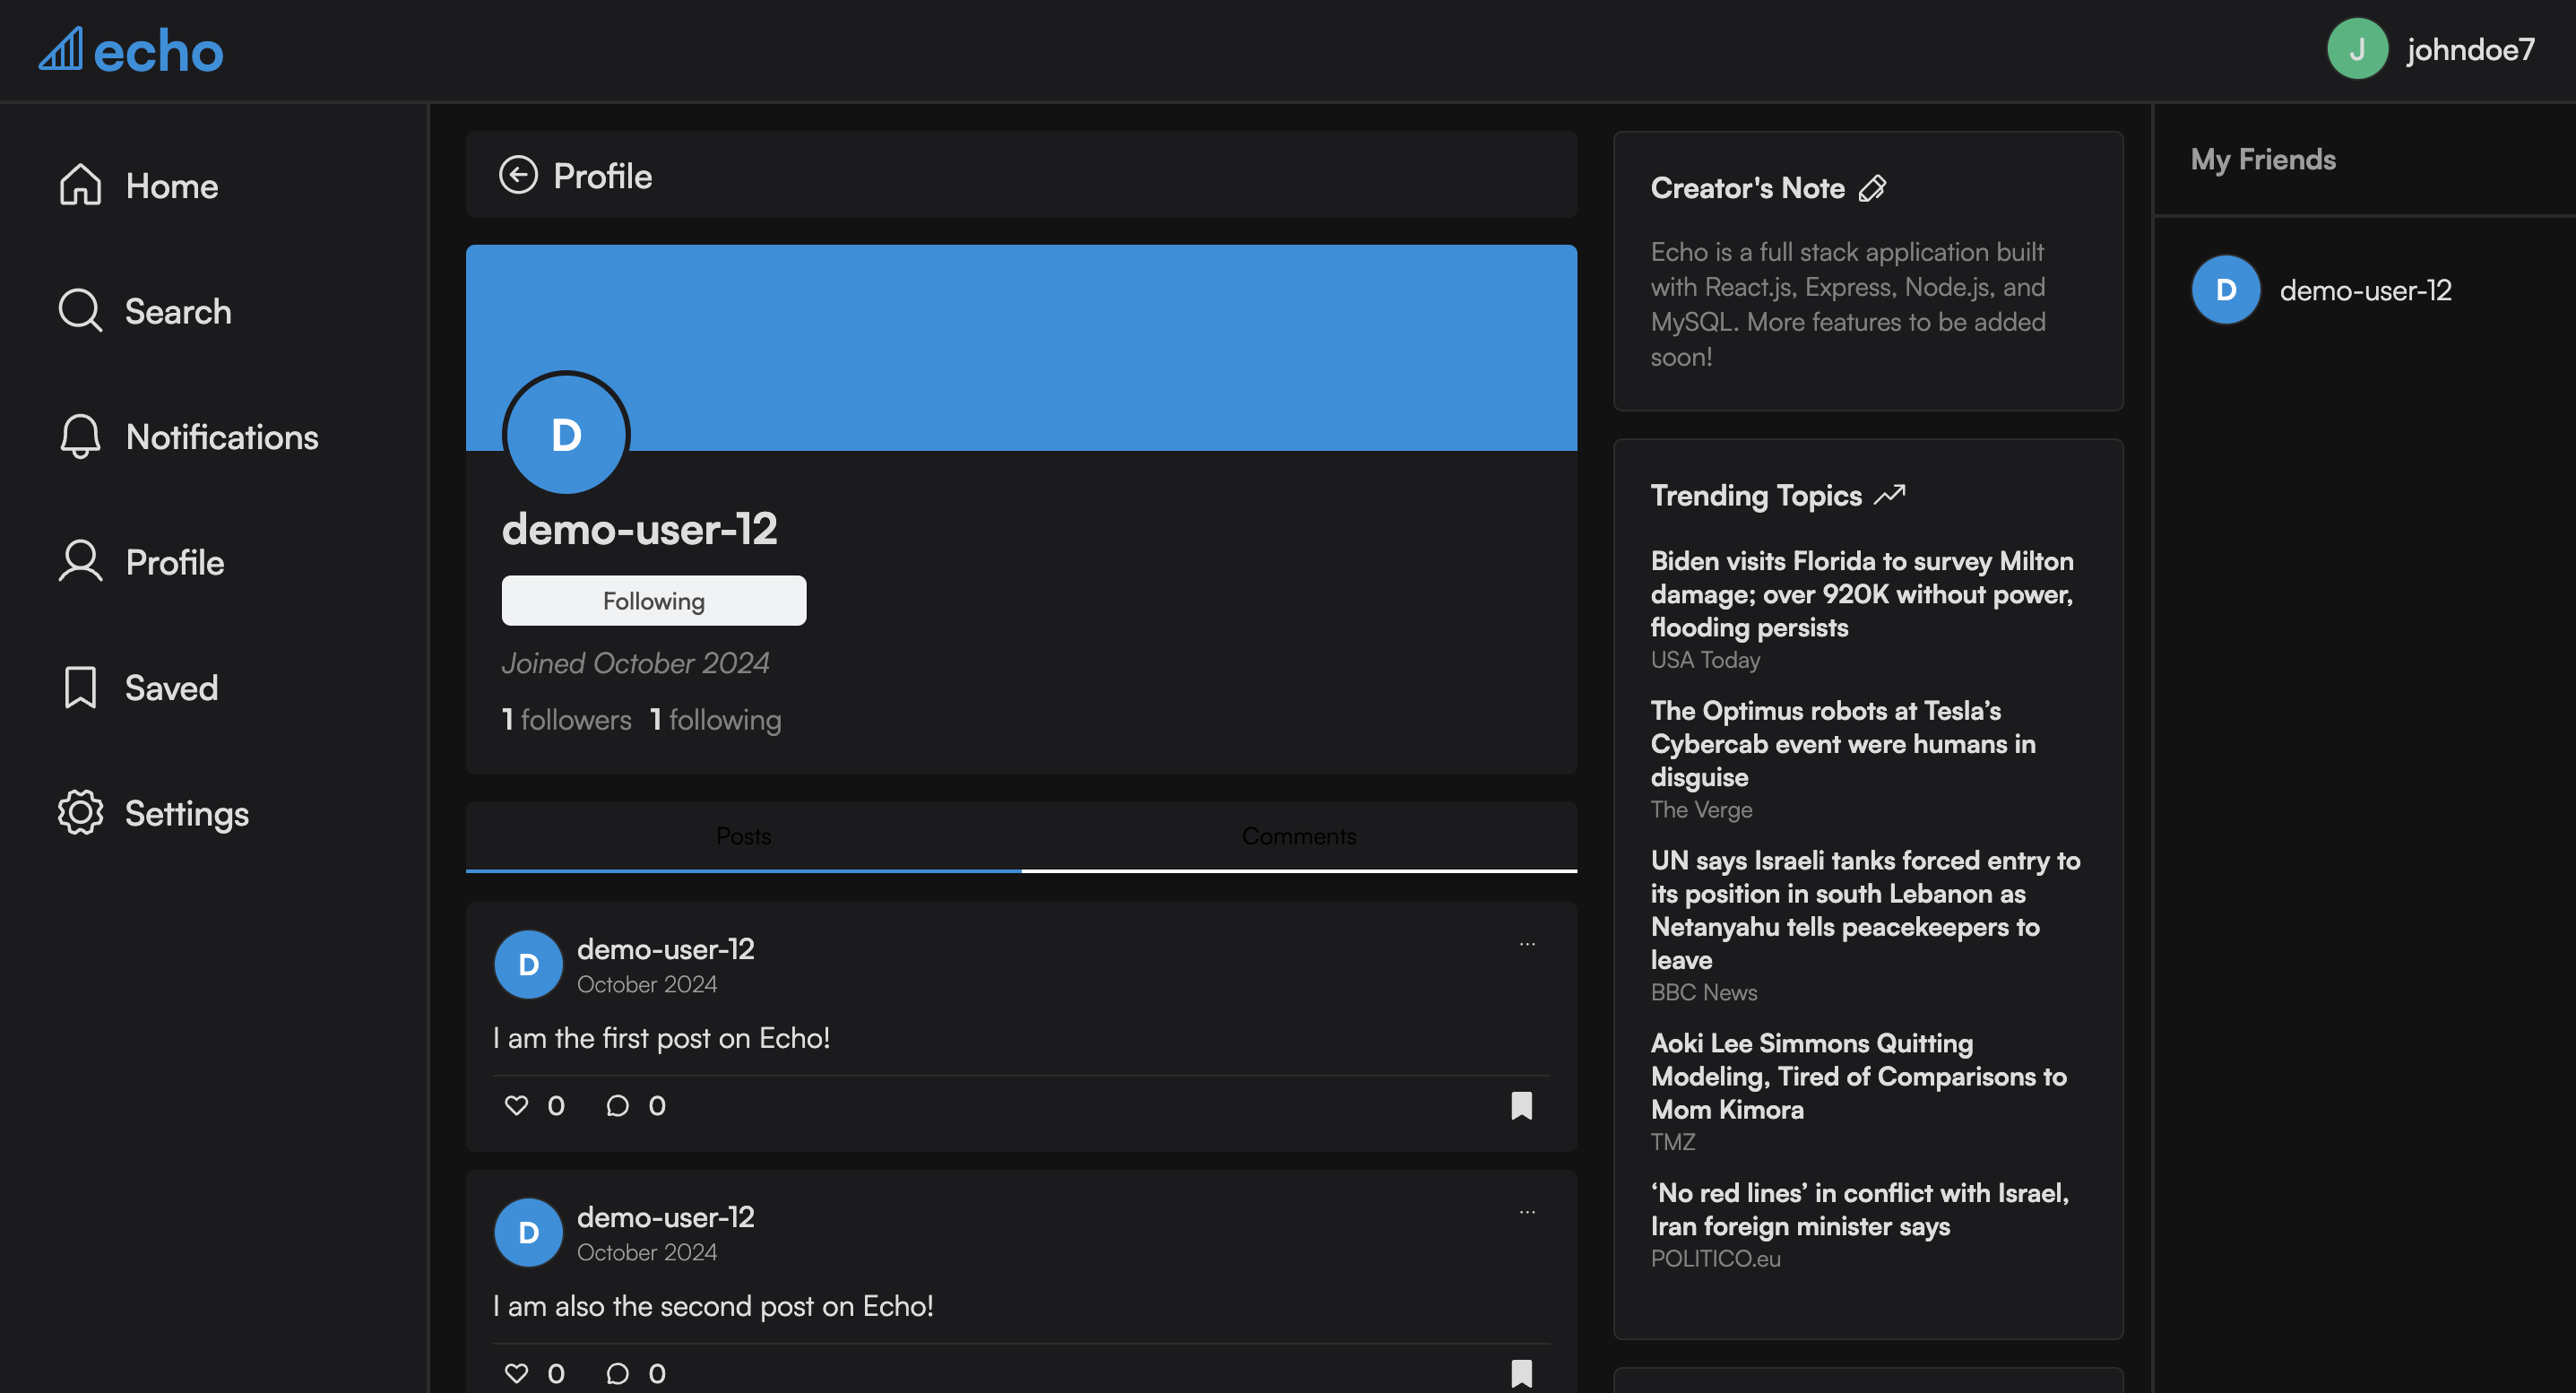 echo
J johndoe7
Home
Search
Notifications
Profile
Saved
Settings
Profile
D
demo-user-12
Following
Joined October 2024
1 followers 1 following
Posts Comments
D demo-user-12 ...
October 2024
I am the first post on Echo!
0 0
D demo-user-12 ...
October 2024
I am also the second post on Echo!
0 0
Creator's Note
Echo is a full stack application built
with React.js, Express, Node.js, and
MySQL. More features to be added
soon!
Trending Topics
Biden visits Florida to survey Milton
damage; over 920K without power,
flooding persists
USA Today
The Optimus robots at Tesla’s
Cybercab event were humans in
disguise
The Verge
UN says Israeli tanks forced entry to
its position in south Lebanon as
Netanyahu tells peacekeepers to
leave
BBC News
Aoki Lee Simmons Quitting
Modeling, Tired of Comparisons to
Mom Kimora
TMZ
‘No red lines’ in conflict with Israel,
Iran foreign minister says
POLITICO.eu
My Friends
D demo-user-12